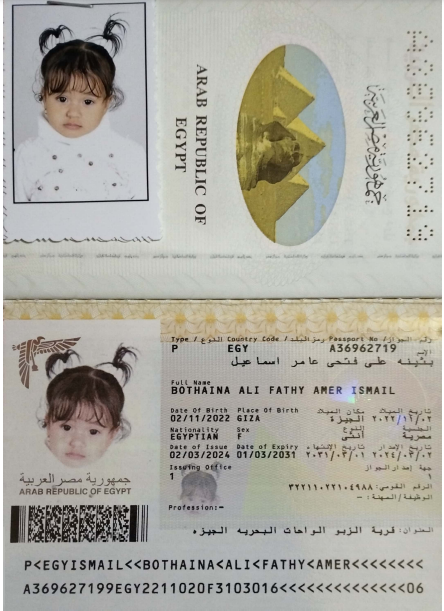 ARAB REPUBLIC OF
EGYPT
جمهورية مصر العربية
Type / النوع Country Code / رمز البلد Passport No / رقم الجواز
P EGY A36962719
الإسم
بثينه على فتحى عامر اسماعيل
Full Name
BOTHAINA ALI FATHY AMER ISMAIL
Date Of Birth Place Of Birth مكان الميلاد تاريخ الميلاد
02/11/2022 GIZA الجيزة ٢٠٢٢/١١/٠٢
Nationality Sex النوع الجنسية
EGYPTIAN F أنثى مصرية
Date of Issue Date of Expiry تاريخ الانتهاء تاريخ الإصدار
02/03/2024 01/03/2031 ٢٠٣١/٠٣/٠١ ٢٠٢٤/٠٣/٠٢
Issuing Office جهة إصدار الجواز
1 ١
الرقم القومى: ٣٢٢١١٠٢٢١٠٤٩٨٨
Profession:- الوظيفة/المهنة:-
جمهورية مصر العربية
ARAB REPUBLIC OF EGYPT
العنوان: قرية الزبو الواحات البحريه الجيزه
P<EGYISMAIL<<BOTHAINA<ALI<FATHY<AMER<<<<<<<<
A369627199EGY2211020F3103016<<<<<<<<<<<<<<06